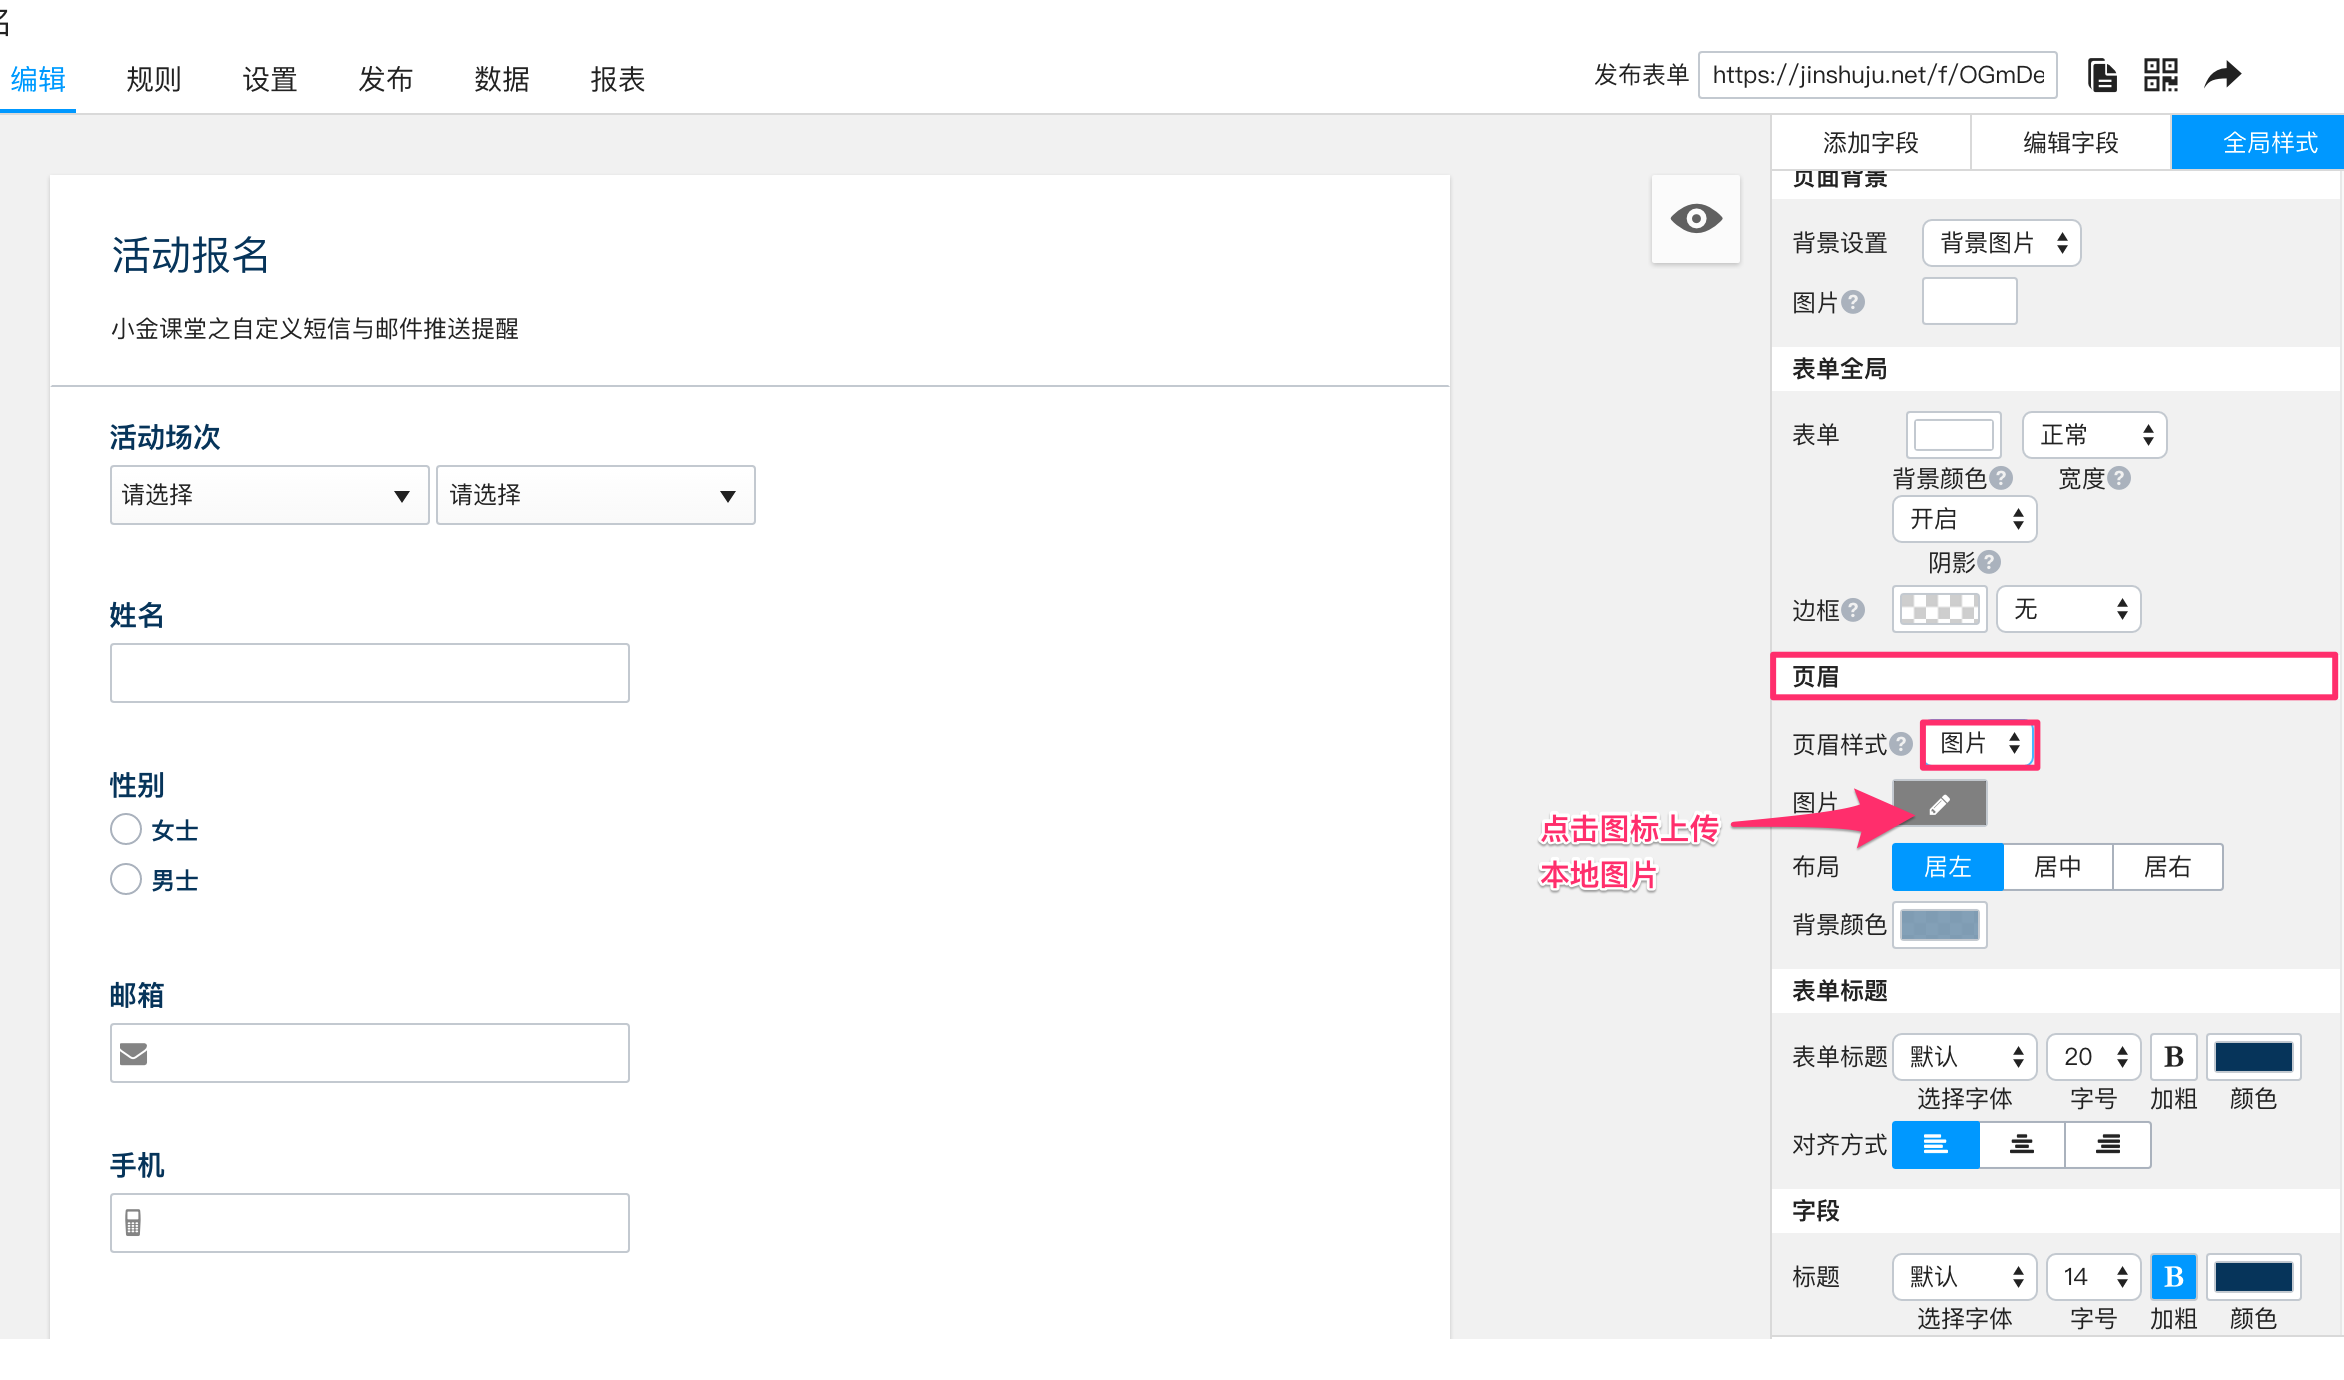 名
编辑 规则 设置 发布 数据 报表
发布表单 https://jinshuju.net/f/OGmDe
添加字段 编辑字段 全局样式
活动报名
小金课堂之自定义短信与邮件推送提醒
活动场次
请选择 请选择
姓名
性别
女士
男士
邮箱
手机
页面背景
背景设置 背景图片
图片 ?
表单全局
表单 正常
背景颜色 ? 宽度 ?
开启
阴影 ?
边框 ? 无
页眉
页眉样式 ? 图片
图片
点击图标上传
本地图片
布局 居左 居中 居右
背景颜色
表单标题
表单标题 默认 20 B
选择字体 字号 加粗 颜色
对齐方式
字段
标题 默认 14 B
选择字体 字号 加粗 颜色